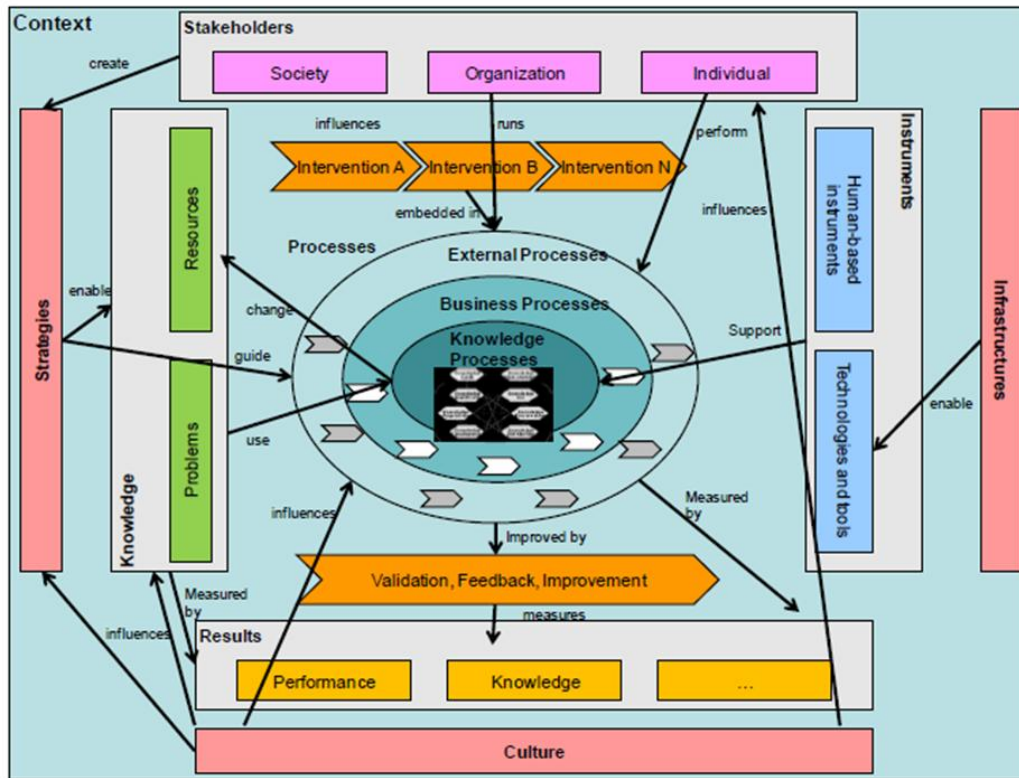 Context
Stakeholders
Society
Organization
Individual
create
influences
runs
perform
Intervention A
Intervention B
Intervention N
embedded in
influences
Instruments
Human-based
instruments
Technologies and tools
Infrastructures
Strategies
Resources
Problems
Knowledge
enable
change
guide
use
Processes
External Processes
Business Processes
Knowledge
Processes
Support
enable
influences
Measured
by
Improved by
Validation, Feedback, Improvement
Measured
by
measures
influences
Results
Performance
Knowledge
...
Culture